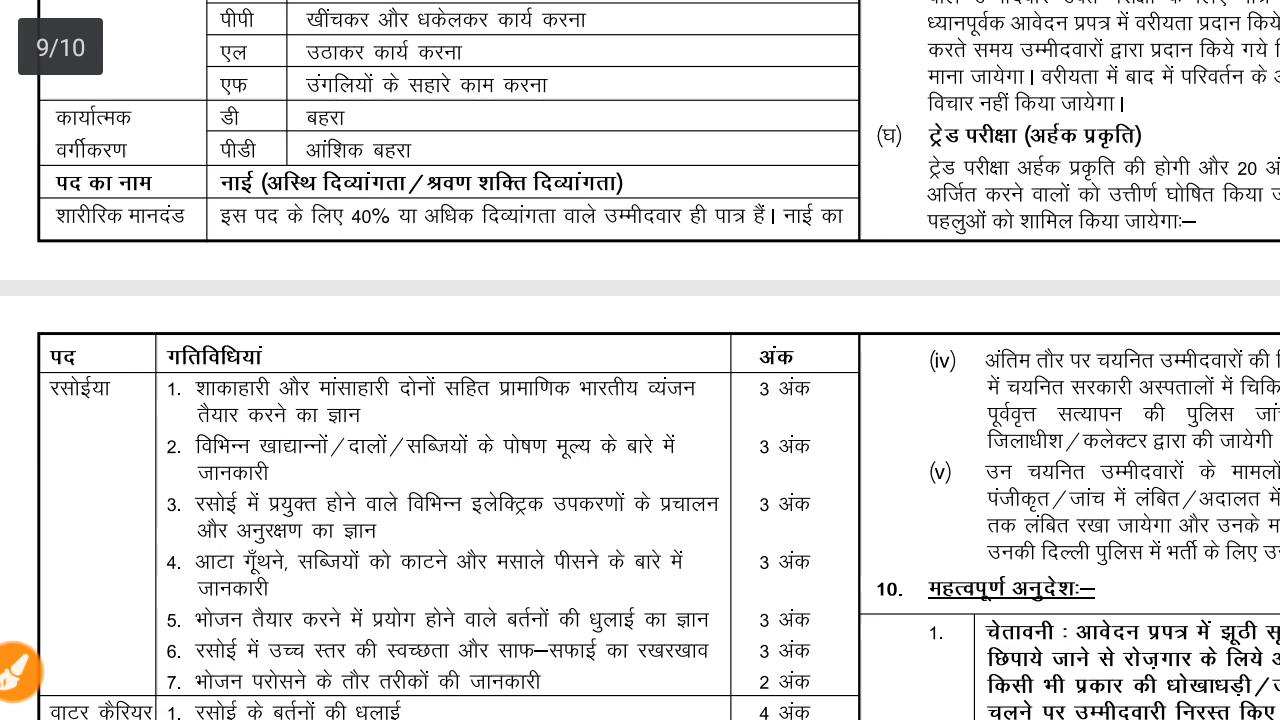 9/10
पीपी खींचकर और धकेलकर कार्य करना
एल उठाकर कार्य करना
एफ उंगलियों के सहारे काम करना
कार्यात्मक डी बहरा
वर्गीकरण पीडी आंशिक बहरा
पद का नाम नाई (अस्थि दिव्यांगता/श्रवण शक्ति दिव्यांगता)
शारीरिक मानदंड इस पद के लिए 40% या अधिक दिव्यांगता वाले उम्मीदवार ही पात्र हैं। नाई का
ध्यानपूर्वक आवेदन प्रपत्र में वरीयता प्रदान किये
करते समय उम्मीदवारों द्वारा प्रदान किये गये
माना जायेगा। वरीयता में बाद में परिवर्तन के
विचार नहीं किया जायेगा।
(घ) ट्रेड परीक्षा (अर्हक प्रकृति)
ट्रेड परीक्षा अर्हक प्रकृति की होगी और 20
अर्जित करने वालों को उत्तीर्ण घोषित किया
पहलुओं को शामिल किया जायेगाः–
पद गतिविधियां अंक
रसोईया 1. शाकाहारी और मांसाहारी दोनों सहित प्रामाणिक भारतीय व्यंजन 3 अंक
तैयार करने का ज्ञान
2. विभिन्न खाद्यान्नों/दालों/सब्जियों के पोषण मूल्य के बारे में 3 अंक
जानकारी
3. रसोई में प्रयुक्त होने वाले विभिन्न इलेक्ट्रिक उपकरणों के प्रचालन 3 अंक
और अनुरक्षण का ज्ञान
4. आटा गूँथने, सब्जियों को काटने और मसाले पीसने के बारे में 3 अंक
जानकारी
5. भोजन तैयार करने में प्रयोग होने वाले बर्तनों की धुलाई का ज्ञान 3 अंक
6. रसोई में उच्च स्तर की स्वच्छता और साफ–सफाई का रखरखाव 3 अंक
7. भोजन परोसने के तौर तरीकों की जानकारी 2 अंक
वाटर कैरियर 1. रसोई के बर्तनों की धुलाई 4 अंक
(iv) अंतिम तौर पर चयनित उम्मीदवारों की
में चयनित सरकारी अस्पतालों में
पूर्ववृत्त सत्यापन की पुलिस
जिलाधीश/कलेक्टर द्वारा की जायेगी
(v) उन चयनित उम्मीदवारों के मामलों
पंजीकृत/जांच में लंबित/अदालत में
तक लंबित रखा जायेगा और उनके
उनकी दिल्ली पुलिस में भर्ती के लिए
10. महत्वपूर्ण अनुदेशः–
1. चेतावनी : आवेदन प्रपत्र में झूठी
छिपाये जाने से रोज़गार के लिये
किसी भी प्रकार की धोखाधड़ी/
चलने पर उम्मीदवारी निरस्त किए